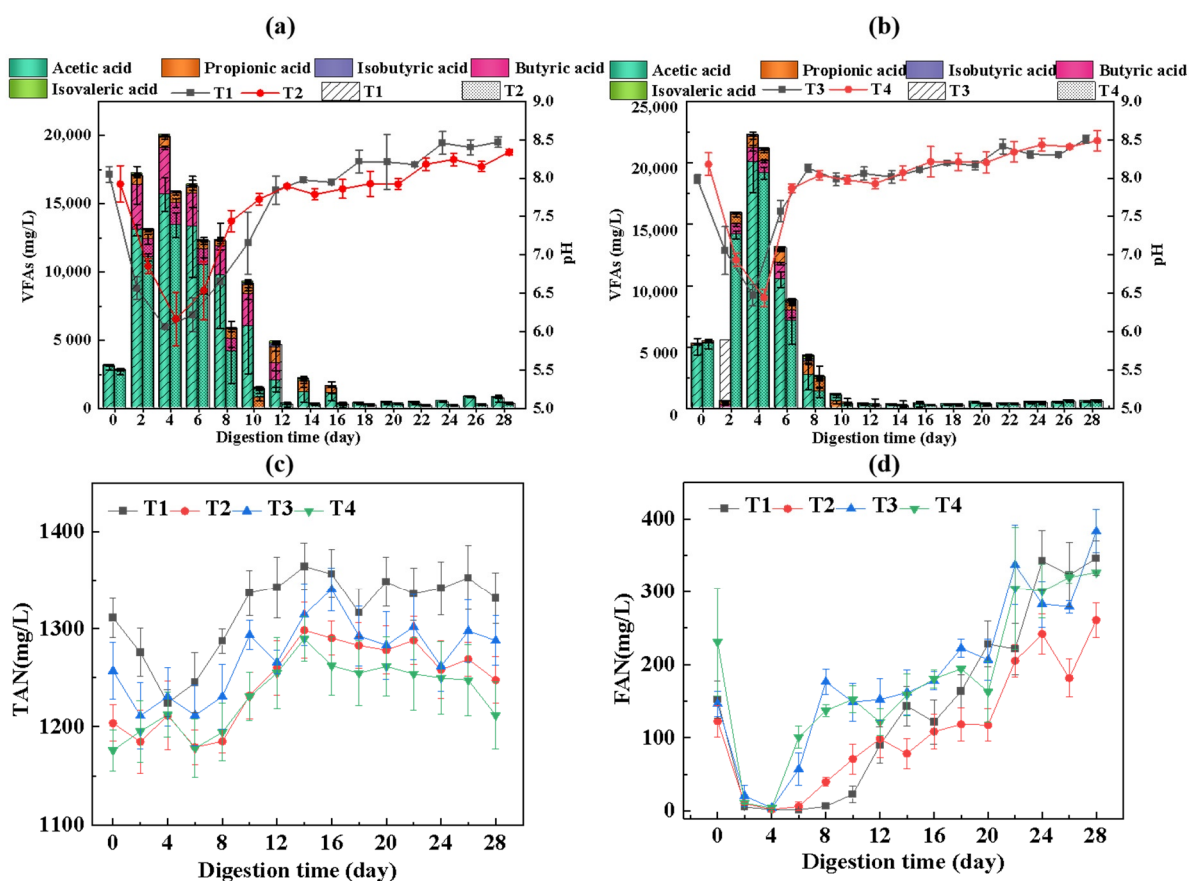 (a)
(b)
Acetic acid Propionic acid Isobutyric acid Butyric acid
Isovaleric acid T1 T2 T1 T2
Acetic acid Propionic acid Isobutyric acid Butyric acid
Isovaleric acid T3 T4 T3 T4
20,000
15,000
10,000
5 000
0
VFAs (mg/L)
9.0
8.5
8.0
7.5
7.0
6.5
6.0
5.5
5.0
pH
0 2 4 6 8 10 12 14 16 18 20 22 24 26 28
Digestion time (day)
25,000
20,000
15,000
10,000
5,000
0
VFAs (mg/L)
9.0
8.5
8.0
7.5
7.0
6.5
6.0
5.5
5.0
pH
0 2 4 6 8 10 12 14 16 18 20 22 24 26 28
Digestion time (day)
(c)
(d)
T1 T2 T3 T4
1400
1300
1200
1100
TAN(mg/L)
0 4 8 12 16 20 24 28
Digestion time (day)
T1 T2 T3 T4
400
300
200
100
0
FAN(mg/L)
0 4 8 12 16 20 24 28
Digestion time (day)